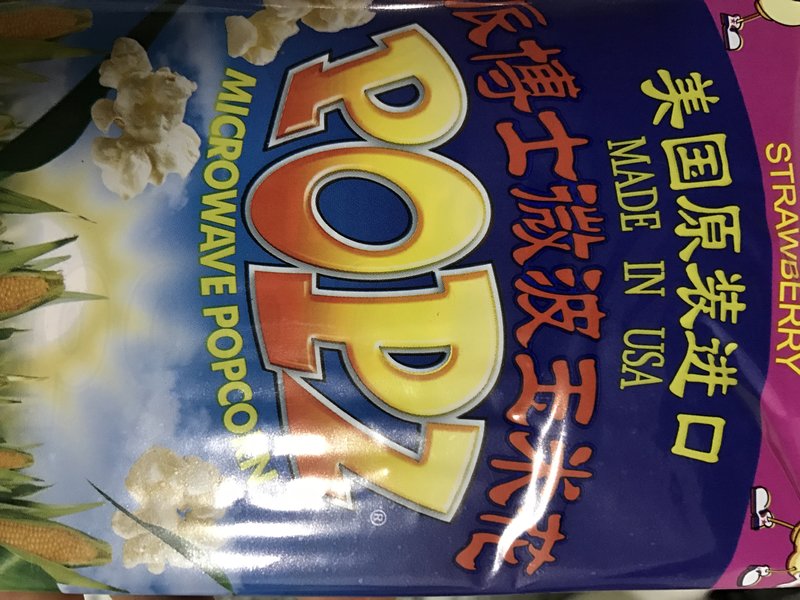 STRAWBERRY
美国原装进口
MADE IN USA
派博士微波玉米花
POPZ
®
MICROWAVE POPCORN